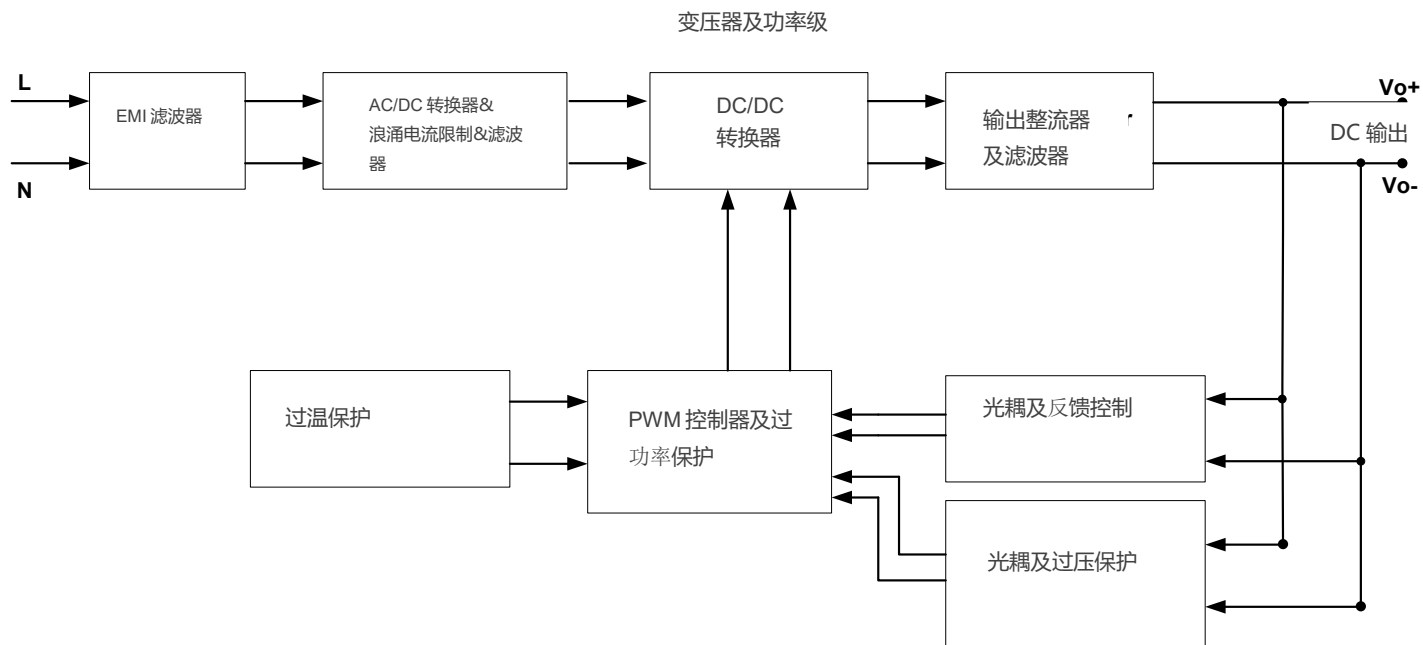 变压器及功率级
L
N
EMI 滤波器
AC/DC 转换器&
浪涌电流限制&滤波
器
DC/DC
转换器
输出整流器
及滤波器
Vo+
DC 输出
Vo-
过温保护
PWM 控制器及过
功率保护
光耦及反馈控制
光耦及过压保护